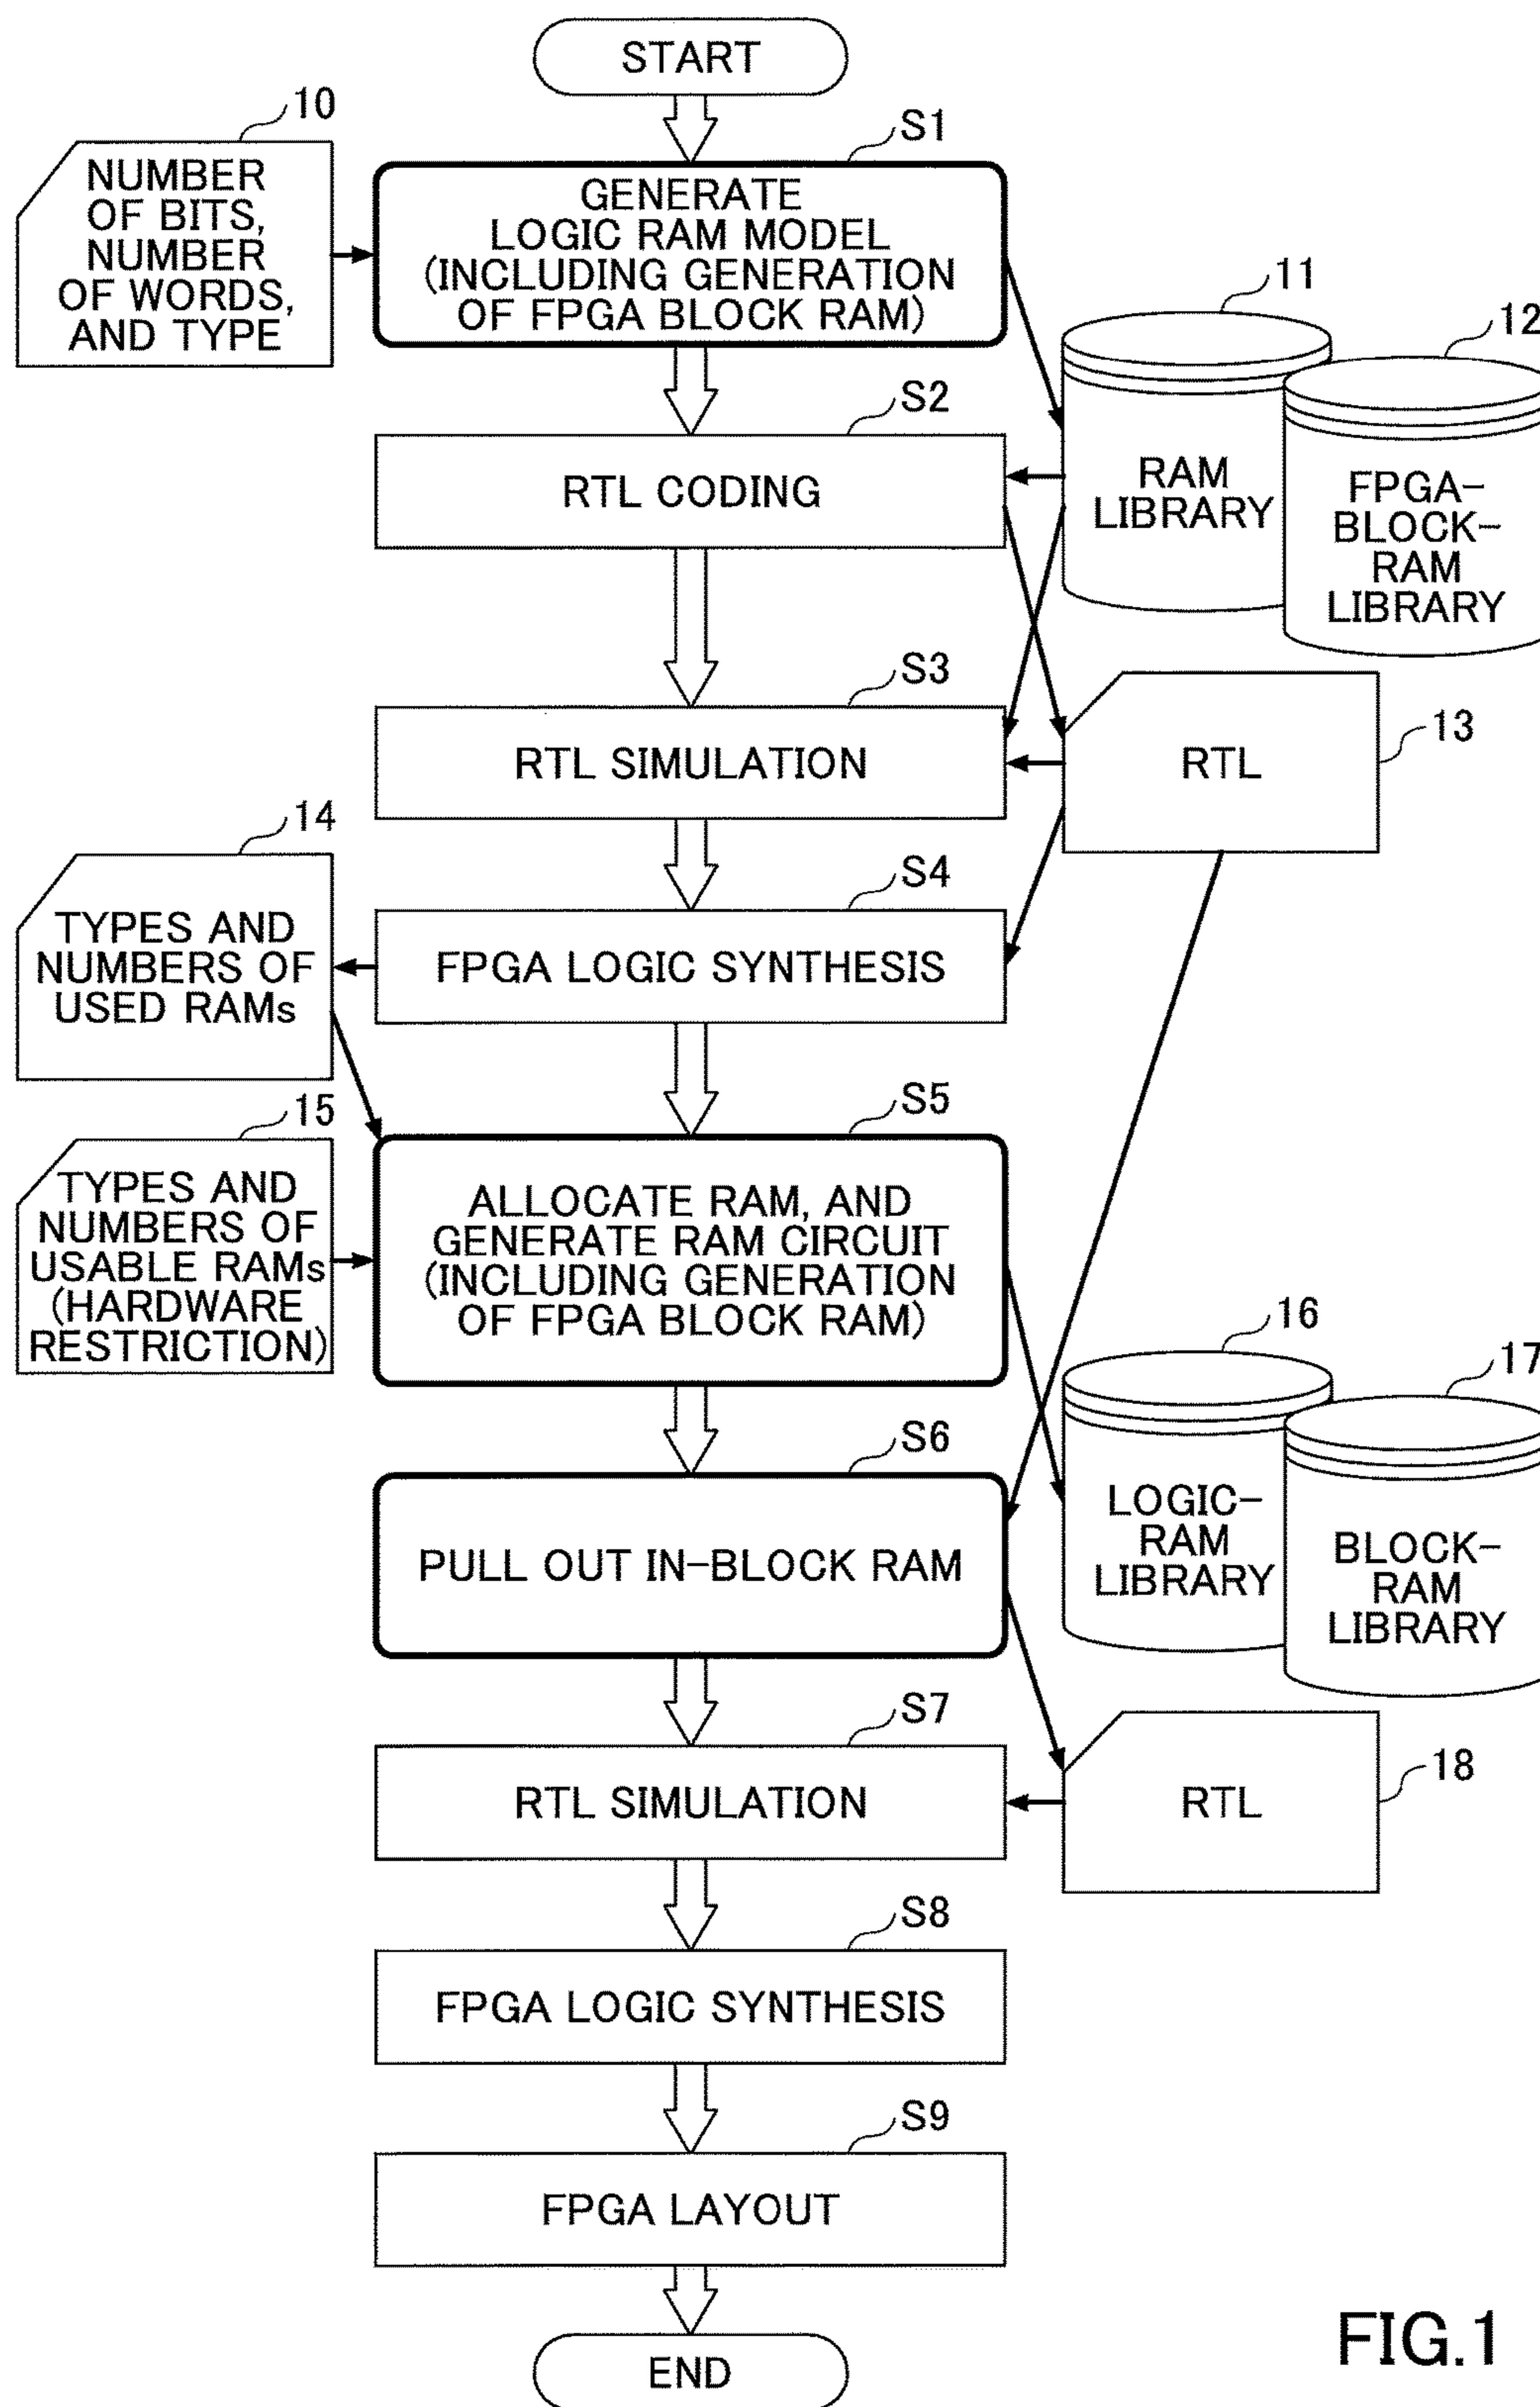 START
10
NUMBER
OF BITS,
NUMBER
OF WORDS,
AND TYPE
S1
GENERATE
LOGIC RAM MODEL
(INCLUDING GENERATION
OF FPGA BLOCK RAM)
11
RAM
LIBRARY
12
FPGA-
BLOCK-
RAM
LIBRARY
S2
RTL CODING
S3
RTL SIMULATION
RTL
13
14
TYPES AND
NUMBERS OF
USED RAMs
S4
FPGA LOGIC SYNTHESIS
15
TYPES AND
NUMBERS OF
USABLE RAMs
(HARDWARE
RESTRICTION)
S5
ALLOCATE RAM, AND
GENERATE RAM CIRCUIT
(INCLUDING GENERATION
OF FPGA BLOCK RAM)
16
LOGIC-
RAM
LIBRARY
17
BLOCK-
RAM
LIBRARY
S6
PULL OUT IN-BLOCK RAM
S7
RTL SIMULATION
RTL
18
S8
FPGA LOGIC SYNTHESIS
S9
FPGA LAYOUT
END
FIG.1